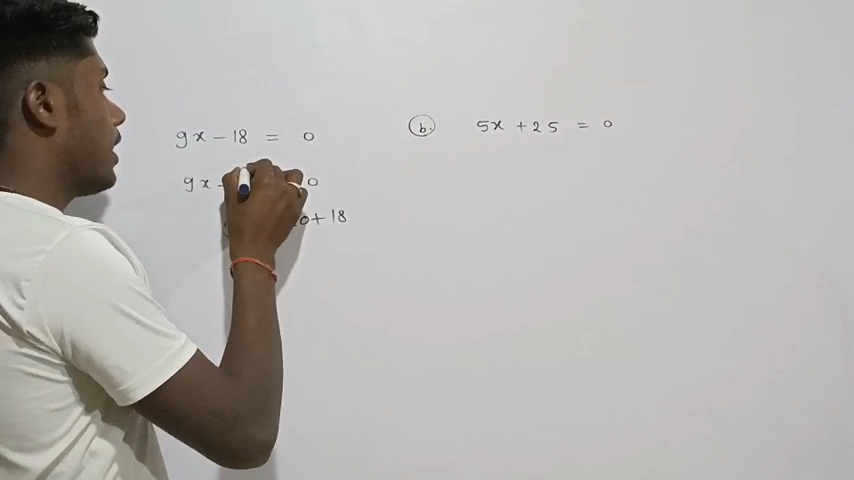 9x - 18 = 0
9x - 0
0 + 18
b. 5x + 25 = 0